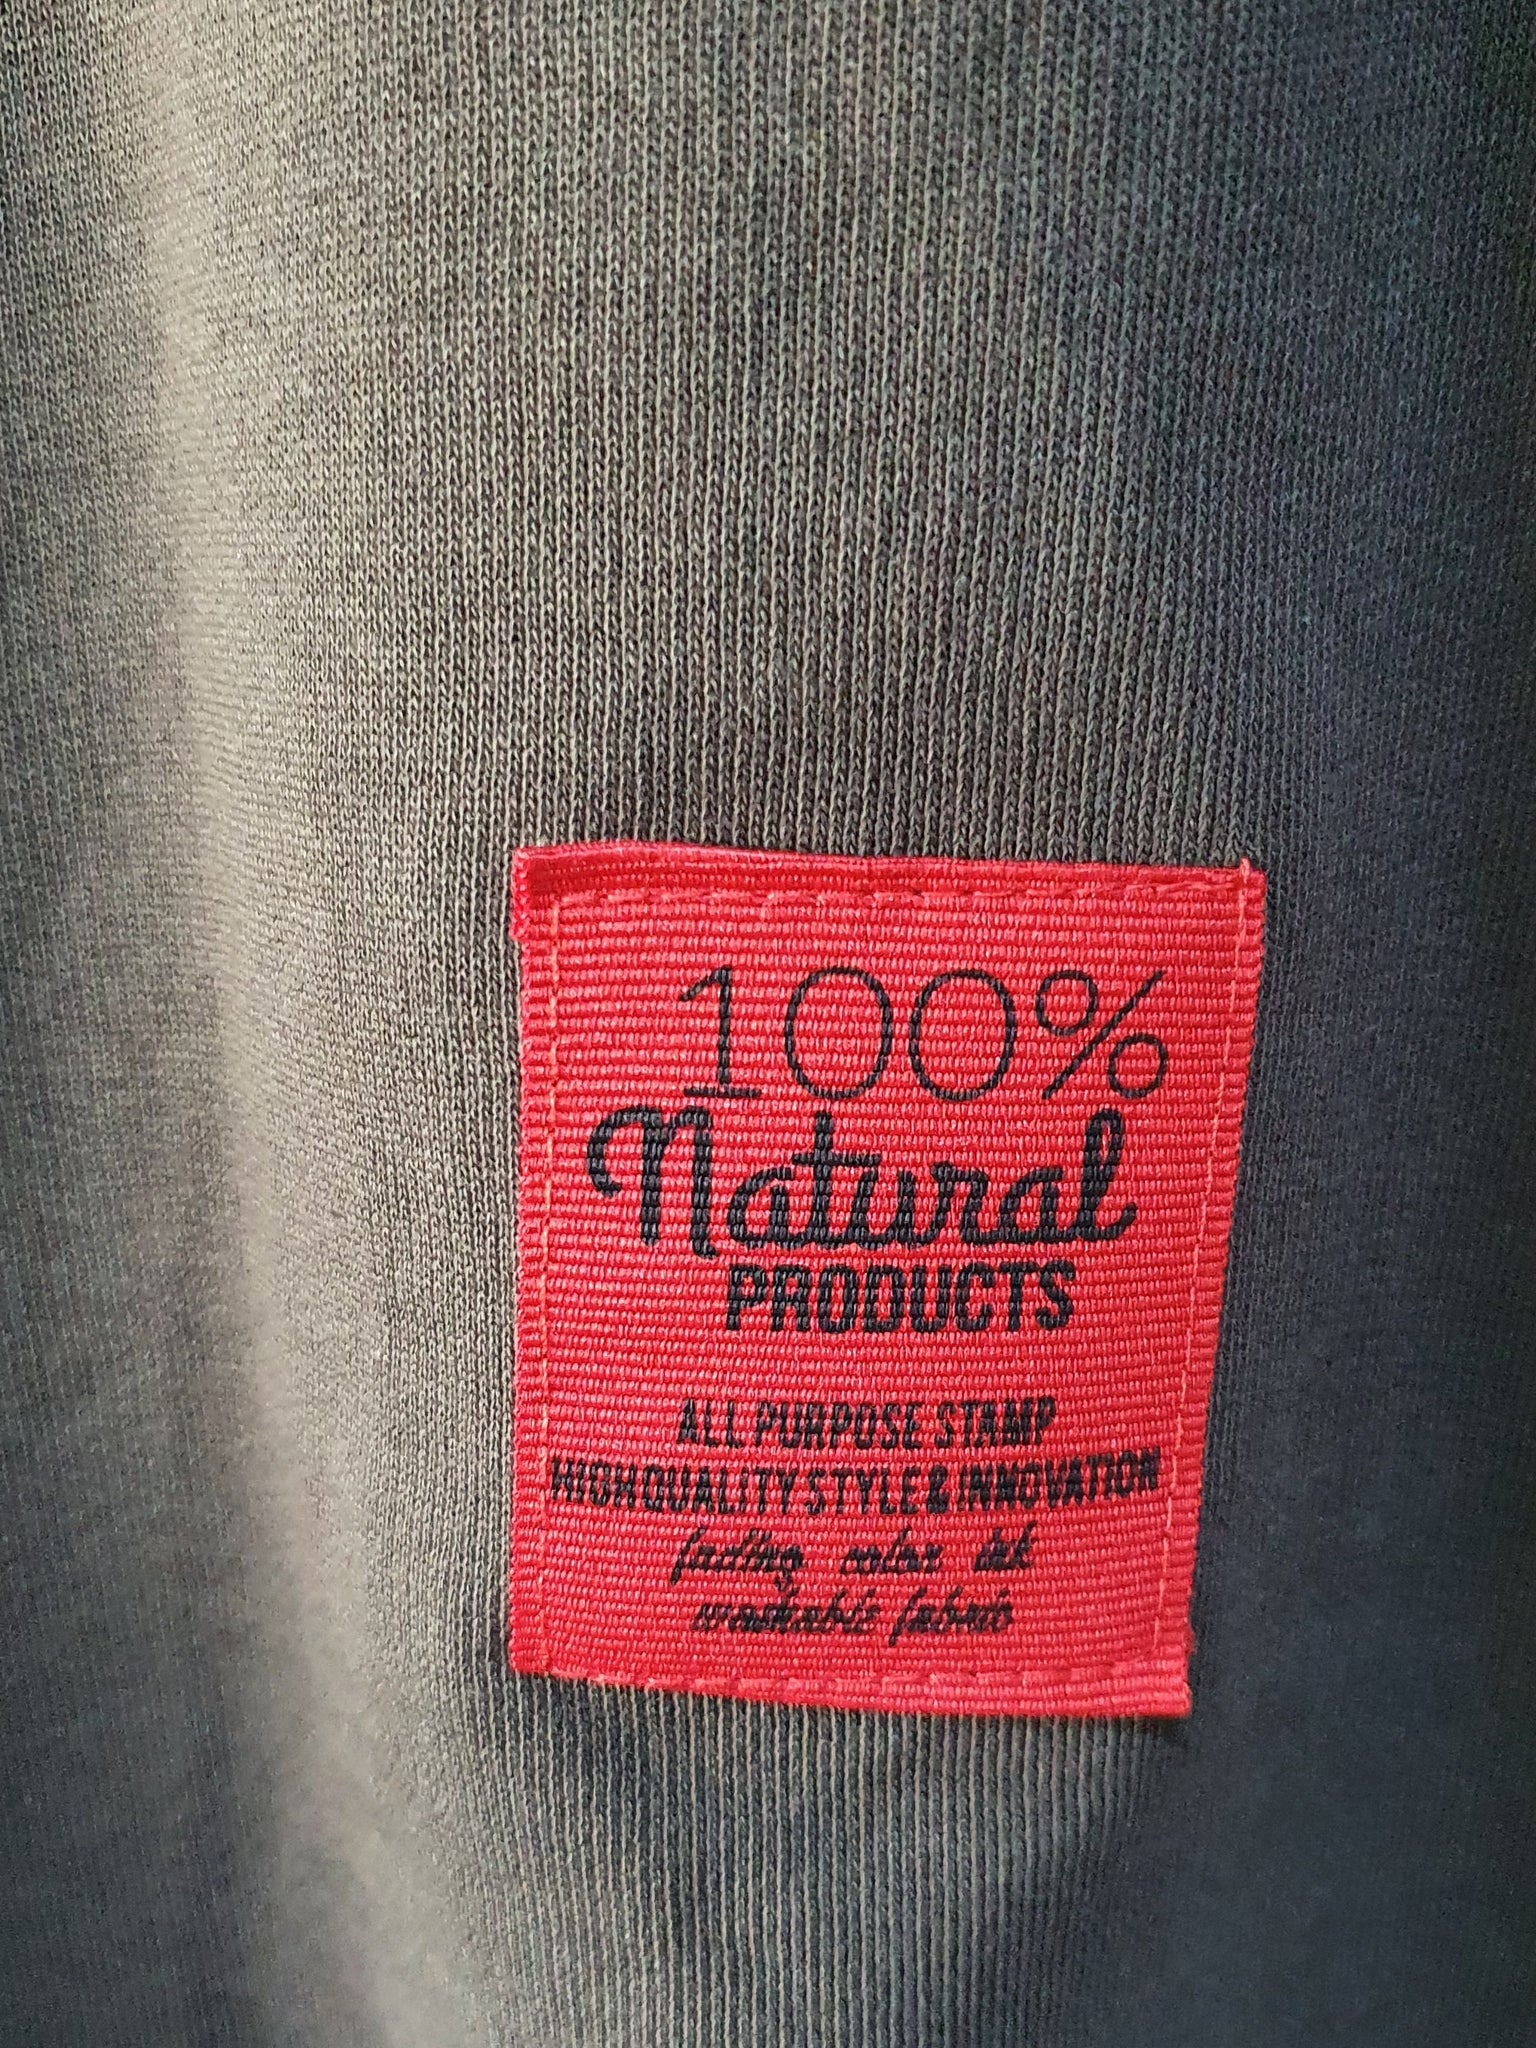 100%
Natural
PRODUCTS
ALL PURPOSE STAMP
HIGH QUALITY STYLE & INNOVATION
fading color
washable fabric